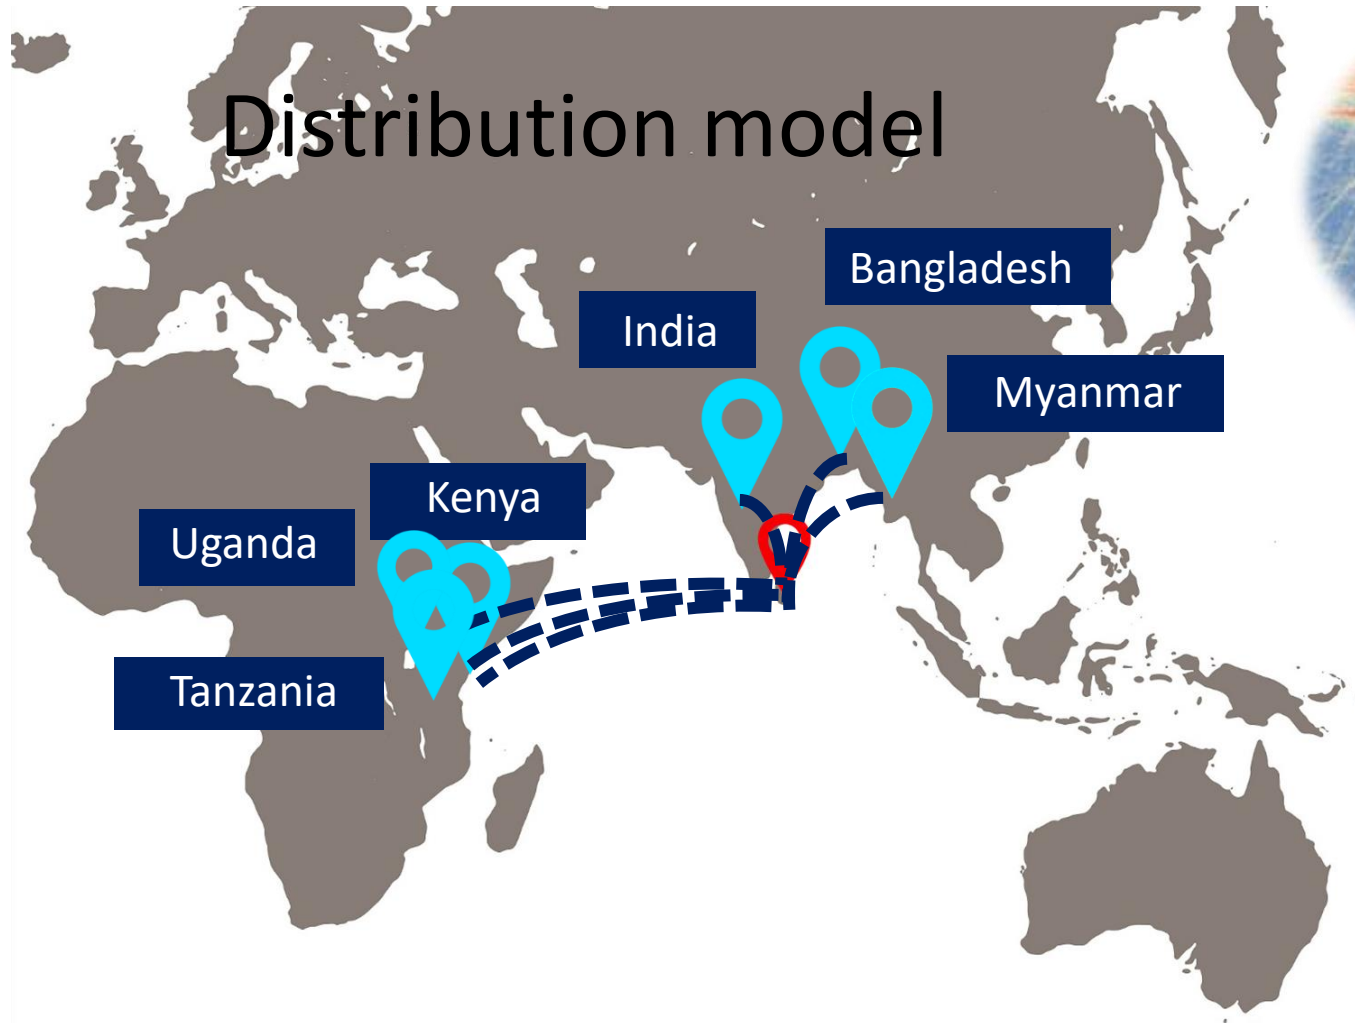 Distribution model
Bangladesh
India
Myanmar
Kenya
Uganda
Tanzania